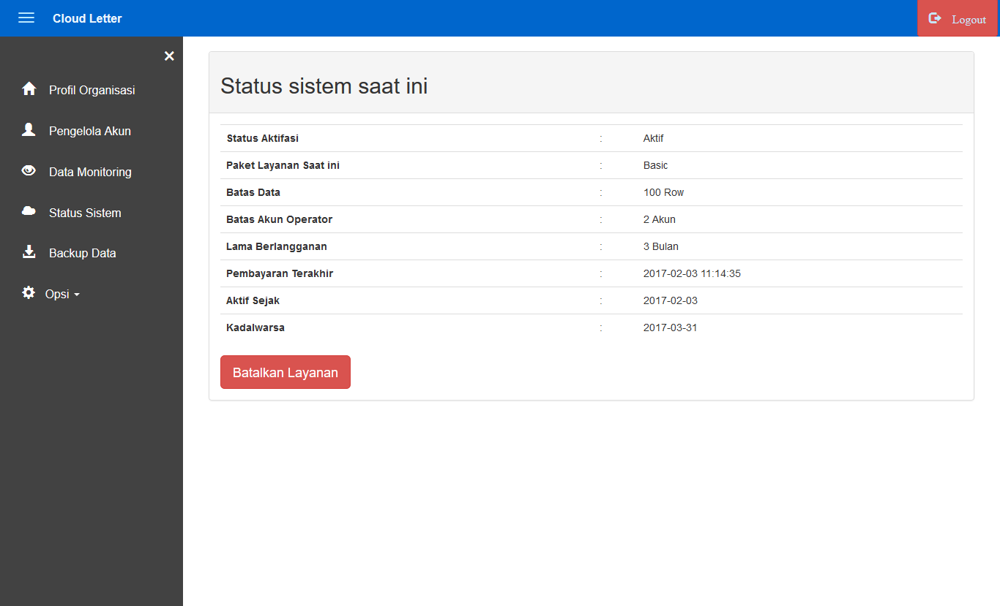 Cloud Letter
Logout
×
Profil Organisasi
Pengelola Akun
Data Monitoring
Status Sistem
Backup Data
Opsi
Status sistem saat ini
Status Aktifasi : Aktif
Paket Layanan Saat ini : Basic
Batas Data : 100 Row
Batas Akun Operator : 2 Akun
Lama Berlangganan : 3 Bulan
Pembayaran Terakhir : 2017-02-03 11:14:35
Aktif Sejak : 2017-02-03
Kadalwarsa : 2017-03-31
Batalkan Layanan